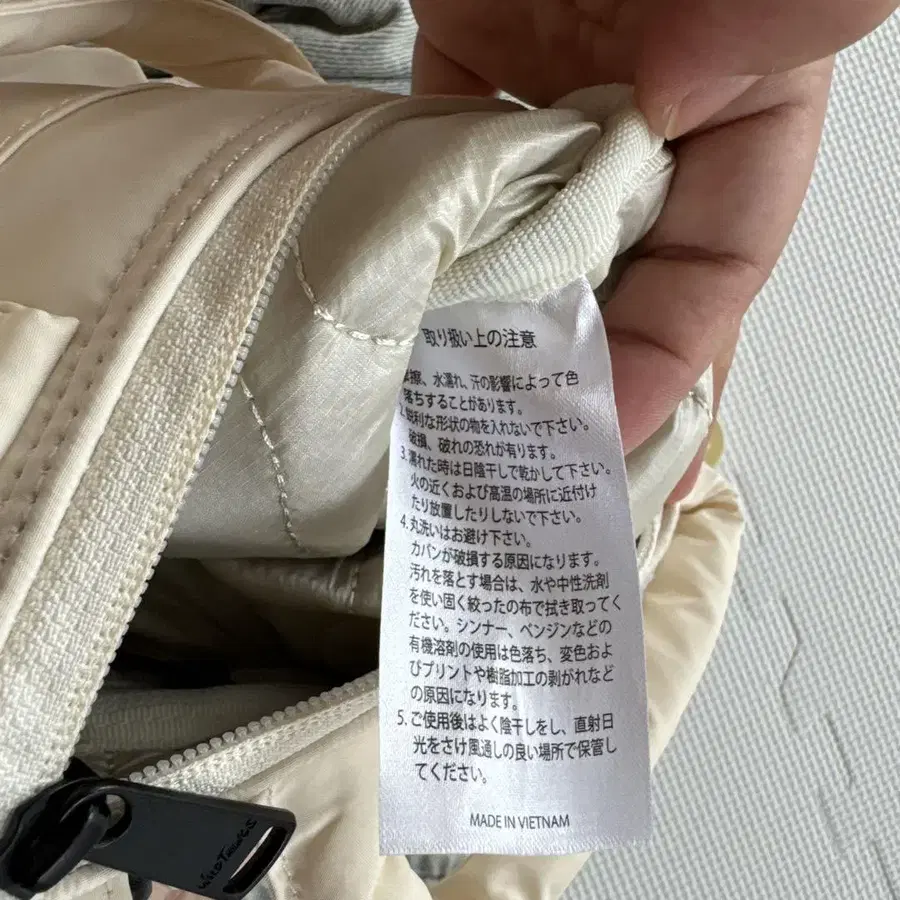 取り扱い上の注意
擦、水濡れ、汗の影響によって色
落ちすることがあります。
2. 鋭利な形状の物を入れないで下さい。
破損、破れの恐れが有ります。
3. 濡れた時は日陰干しで乾かして下さい。
火の近くおよび高温の場所に近付け
たり放置したりしないで下さい。
4. 丸洗いはお避け下さい。
カバンが破損する原因になります。
汚れを落とす場合は、水や中性洗剤
を使い固く絞ったの布で拭き取ってく
ださい。シンナー、ベンジンなどの
有機溶剤の使用は色落ち、変色およ
びプリントや樹脂加工の剥がれなど
の原因になります。
5. ご使用後はよく陰干しをし、直射日
光をさけ風通しの良い場所で保管し
てください。
MADE IN VIETNAM
WILD THINGS